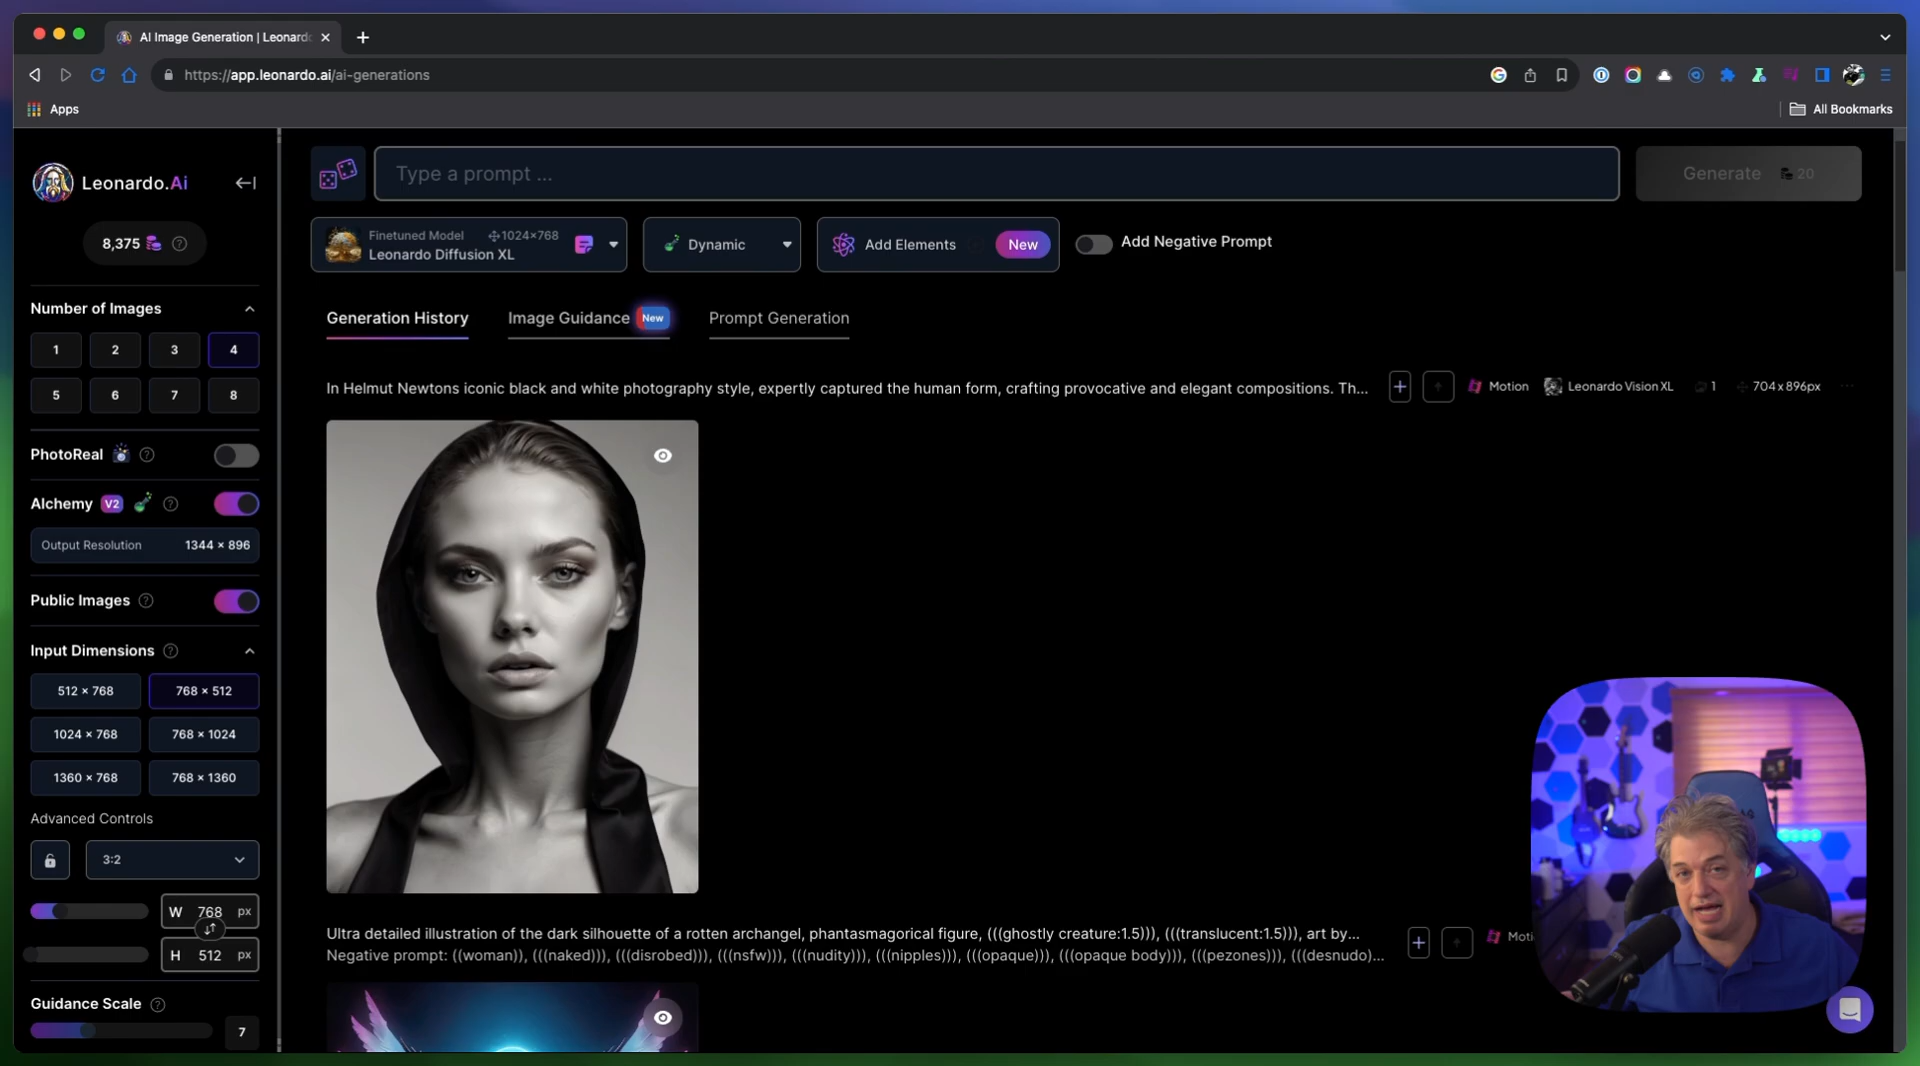 AI Image Generation | Leonardo
https://app.leonardo.ai/ai-generations
Apps
All Bookmarks
Leonardo.Ai
8,375
Type a prompt ...
Generate 20
Finetuned Model 1024×768
Leonardo Diffusion XL
Dynamic
Add Elements New
Add Negative Prompt
Number of Images
1 2 3 4
5 6 7 8
PhotoReal
Alchemy V2
Output Resolution 1344 × 896
Public Images
Input Dimensions
512 × 768 768 × 512
1024 × 768 768 × 1024
1360 × 768 768 × 1360
Advanced Controls
3:2
W 768 px
H 512 px
Guidance Scale
7
Generation History Image Guidance New Prompt Generation
In Helmut Newtons iconic black and white photography style, expertly captured the human form, crafting provocative and elegant compositions. Th...
Motion Leonardo Vision XL 1 704 x 896px
Ultra detailed illustration of the dark silhouette of a rotten archangel, phantasmagorical figure, (((ghostly creature:1.5))), (((translucent:1.5))), art by...
Negative prompt: ((woman)), (((naked))), (((disrobed))), (((nsfw))), (((nudity))), (((nipples))), (((opaque))), (((opaque body))), (((pezones))), (((desnudo)...
Moti